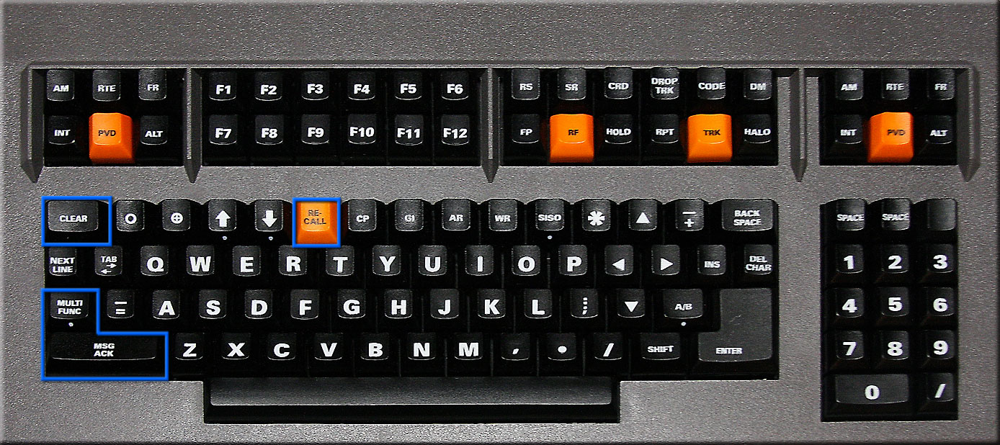 AM RTE FR F1 F2 F3 F4 F5 F6 RS SR CRD DROP TRK CODE DM AM RTE FR
INT PVD ALT F7 F8 F9 F10 F11 F12 FP RF HOLD RPT TRK HALO INT PVD ALT
CLEAR O ⊕ ⬆ ⬇ RE-CALL CP GI AR WR SISO * ▲ − + BACK SPACE SPACE SPACE
NEXT LINE TAB Q W E R T Y U I O P ◀ ▶ INS DEL CHAR 1 2 3
MULTI FUNC − = A S D F G H J K L ; : ▼ A/B 4 5 6
MSG ACK Z X C V B N M , • / SHIFT ENTER 7 8 9
0 /